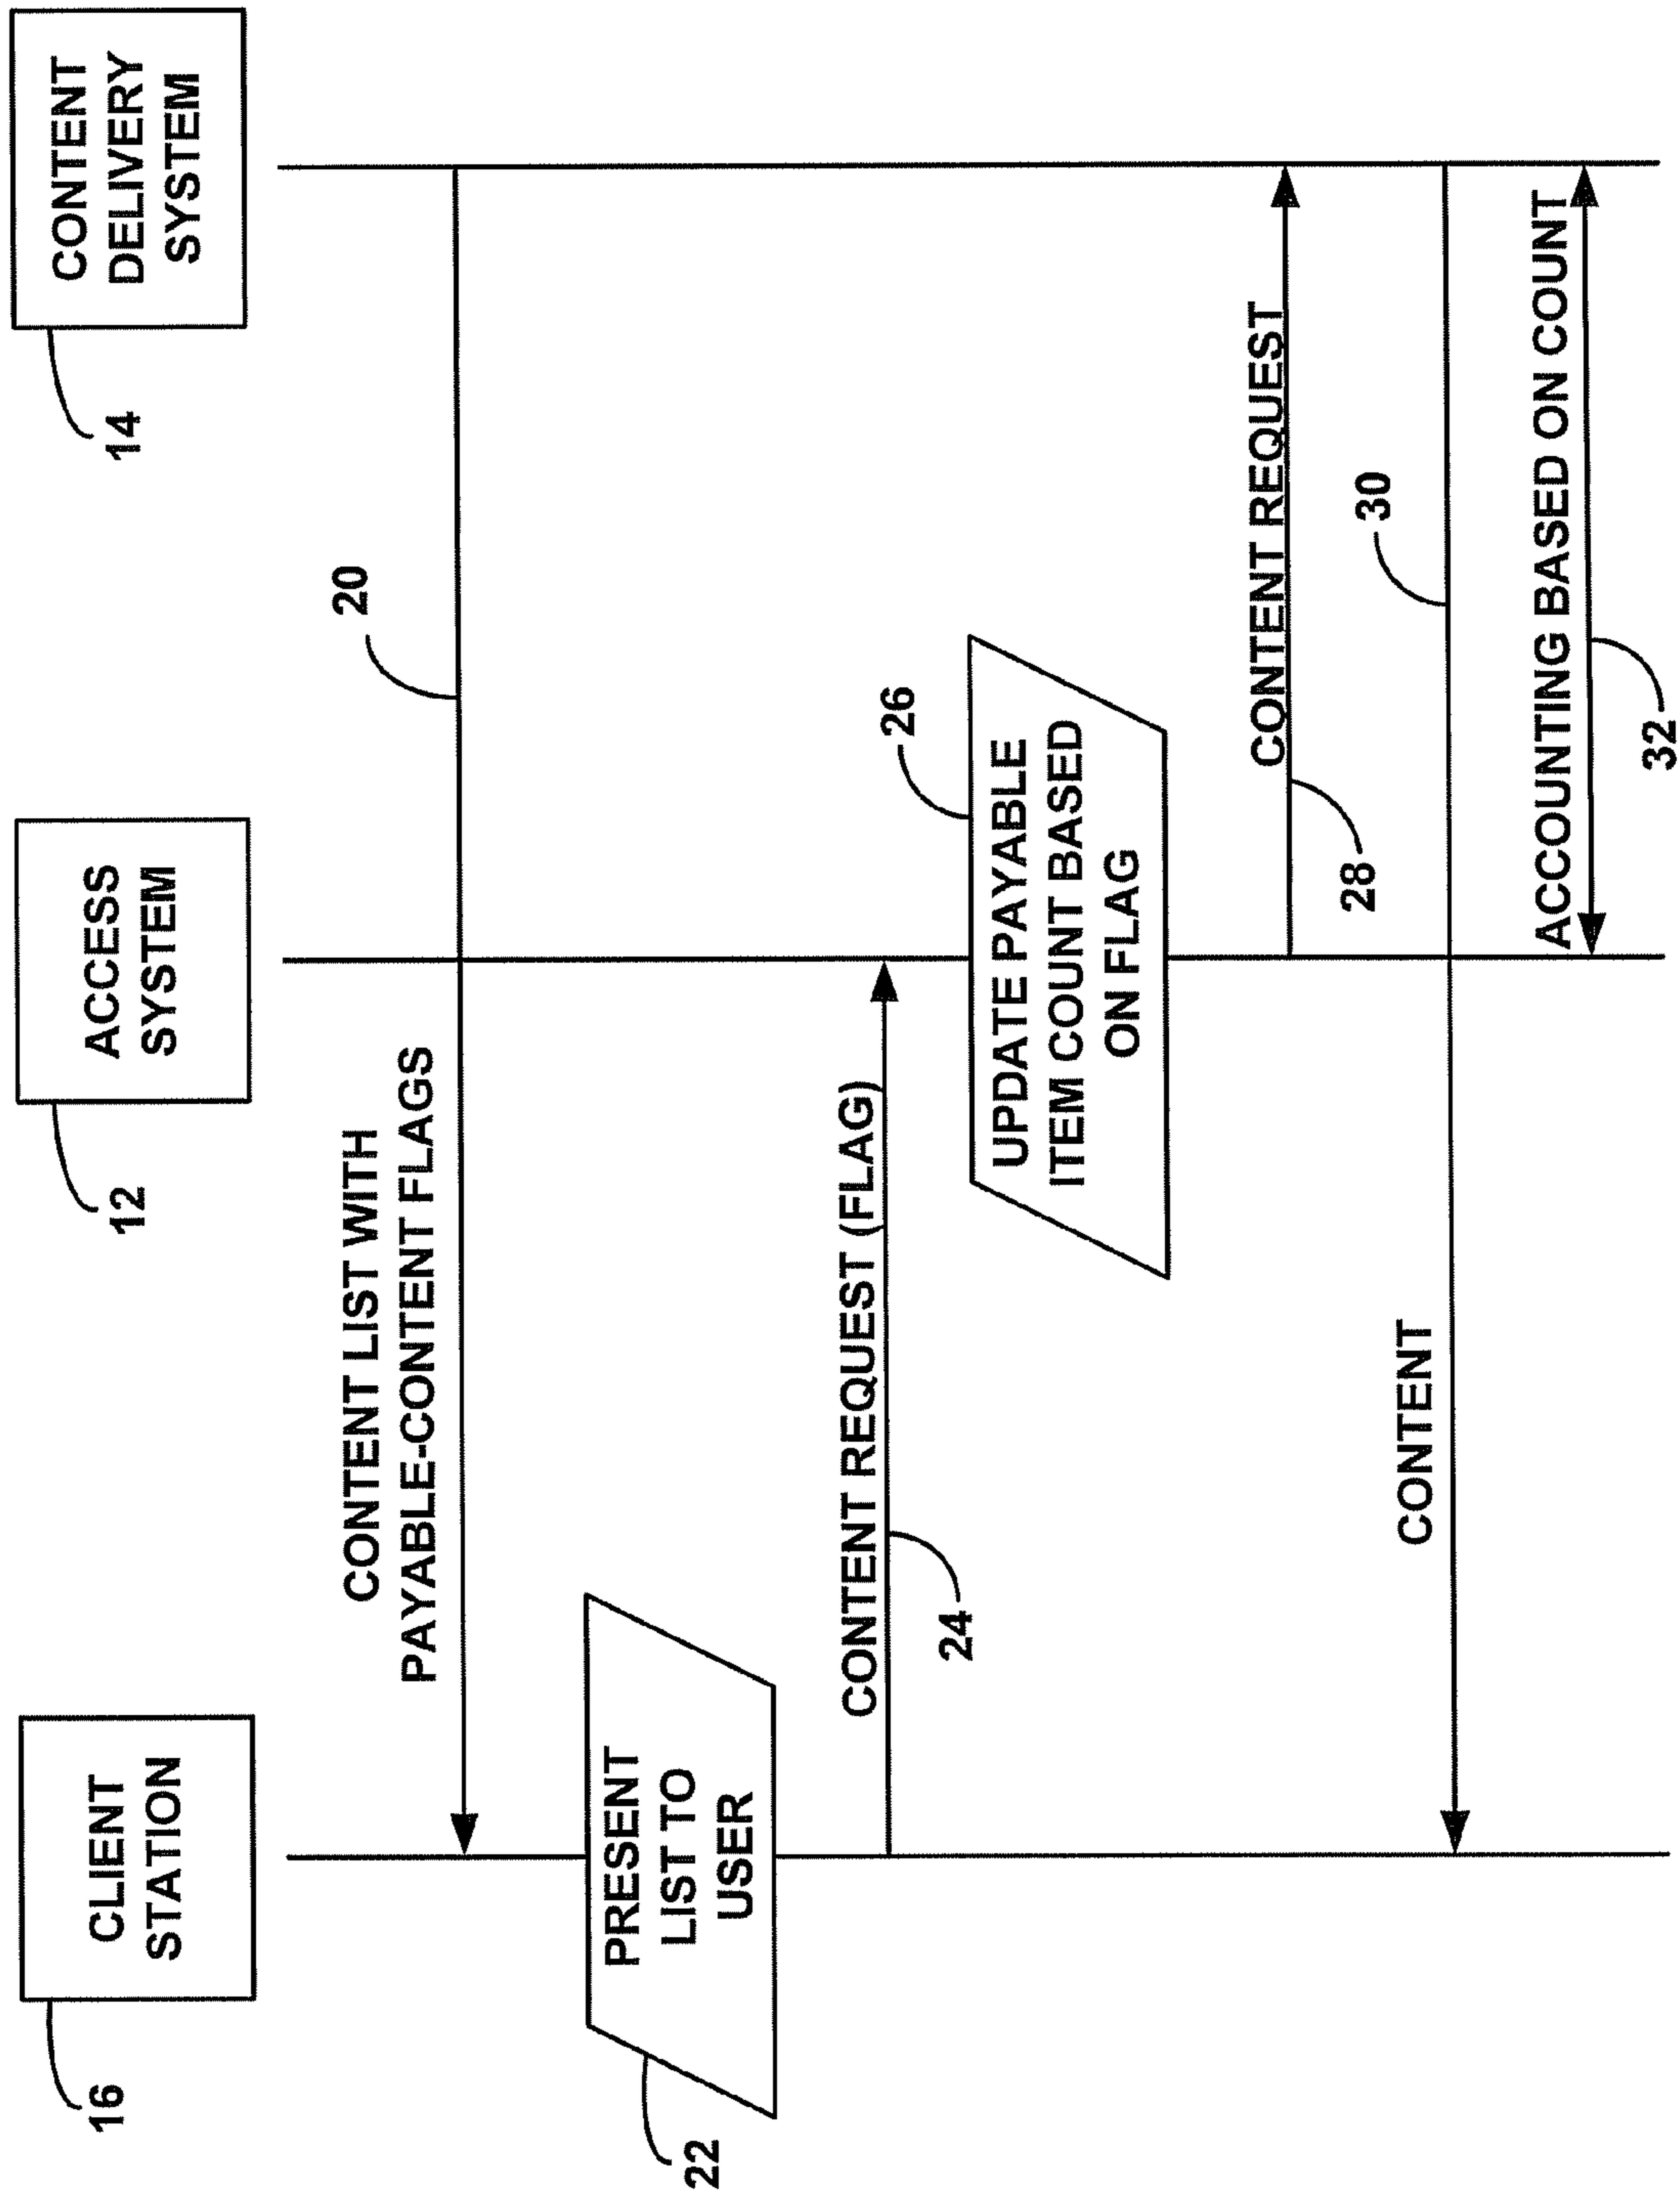 CLIENT
STATION
16
ACCESS
SYSTEM
12
CONTENT
DELIVERY
SYSTEM
14
CONTENT LIST WITH
PAYABLE-CONTENT FLAGS
20
PRESENT
LIST TO
USER
22
CONTENT REQUEST (FLAG)
24
UPDATE PAYABLE
ITEM COUNT BASED
ON FLAG
26
CONTENT REQUEST
28
CONTENT
30
ACCOUNTING BASED ON COUNT
32